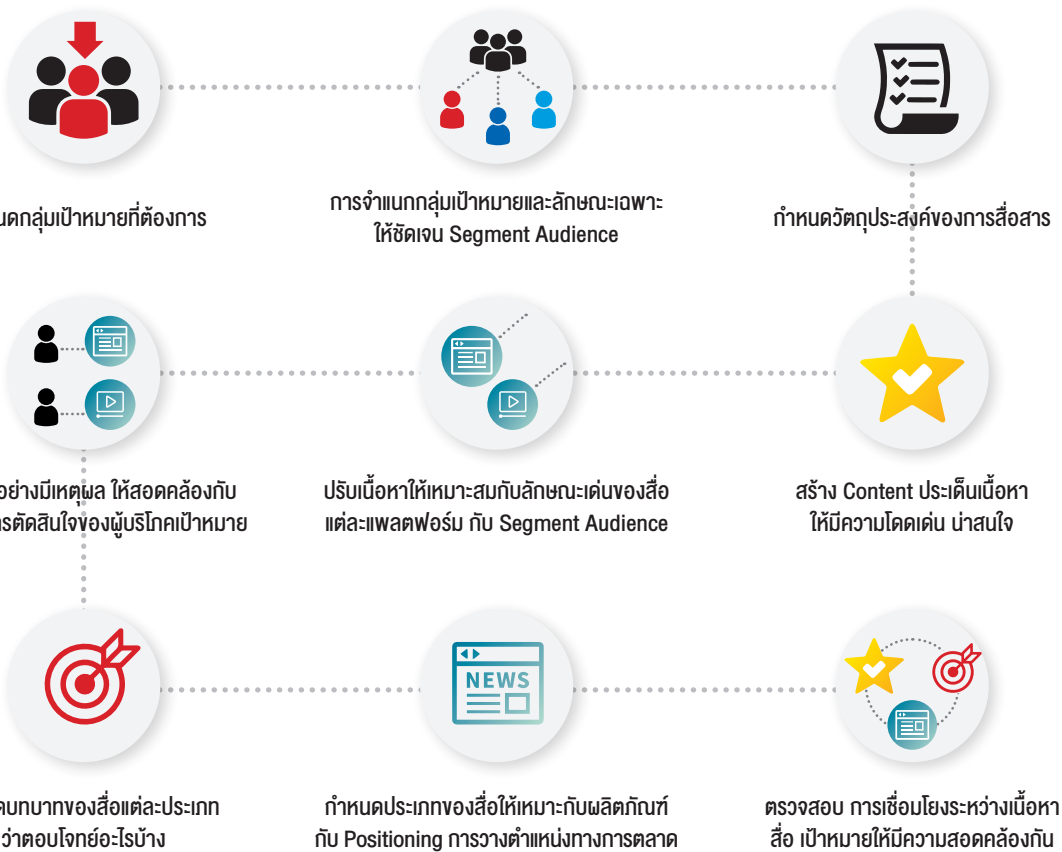 นดกลุ่มเป้าหมายที่ต้องการ
การจำแนกกลุ่มเป้าหมายและลักษณะเฉพาะ
ให้ชัดเจน Segment Audience
กำหนดวัตถุประสงค์ของการสื่อสาร
อย่างมีเหตุผล ให้สอดคล้องกับ
รตัดสินใจของผู้บริโภคเป้าหมาย
ปรับเนื้อหาให้เหมาะสมกับลักษณะเด่นของสื่อ
แต่ละแพลตฟอร์ม กับ Segment Audience
สร้าง Content ประเด็นเนื้อหา
ให้มีความโดดเด่น น่าสนใจ
NEWS
บทบาทของสื่อแต่ละประเภท
ว่าตอบโจทย์อะไรบ้าง
กำหนดประเภทของสื่อให้เหมาะกับผลิตภัณฑ์
กับ Positioning การวางตำแหน่งทางการตลาด
ตรวจสอบ การเชื่อมโยงระหว่างเนื้อหา
สื่อ เป้าหมายให้มีความสอดคล้องกัน